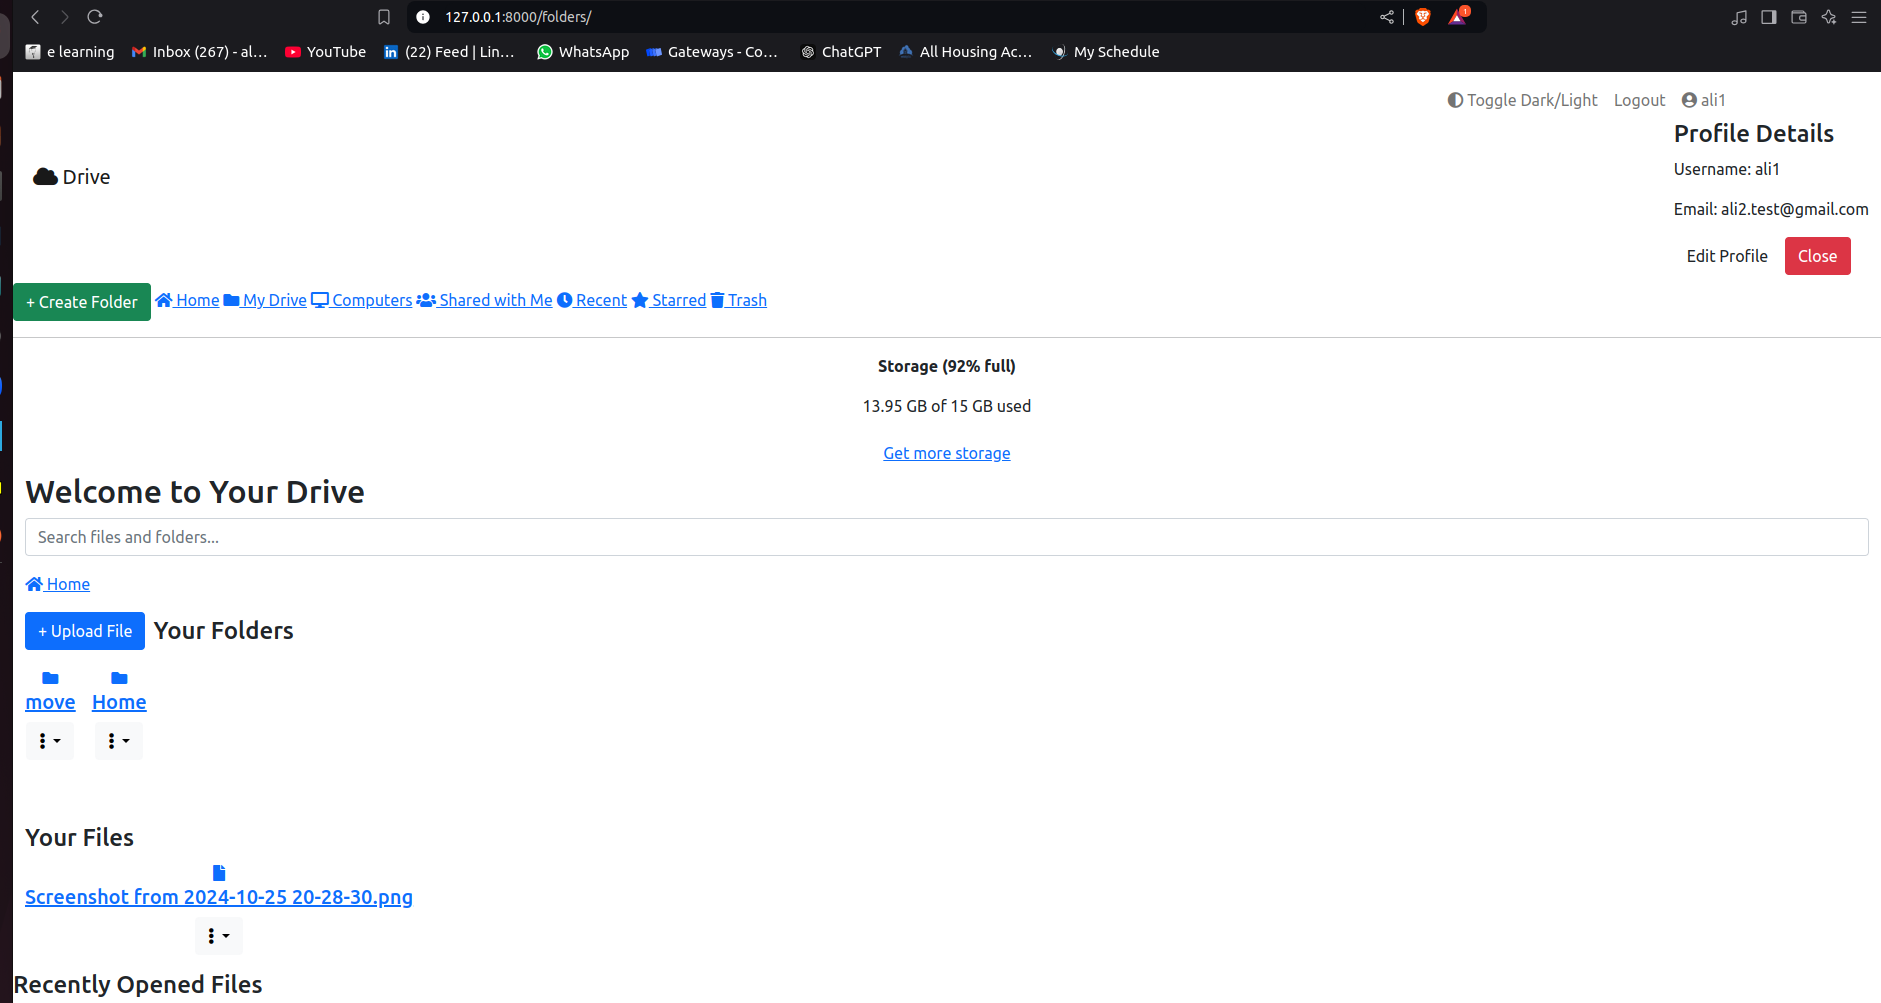 127.0.0.1:8000/folders/
1
e learning Inbox (267) - al... YouTube (22) Feed | Lin... WhatsApp Gateways - Co... ChatGPT All Housing Ac... My Schedule
Toggle Dark/Light Logout ali1
Profile Details
Username: ali1
Email: ali2.test@gmail.com
Edit Profile Close
Drive
+ Create Folder Home My Drive Computers Shared with Me Recent Starred Trash
Storage (92% full)
13.95 GB of 15 GB used
Get more storage
Welcome to Your Drive
Search files and folders...
Home
+ Upload File Your Folders
move Home
Your Files
Screenshot from 2024-10-25 20-28-30.png
Recently Opened Files